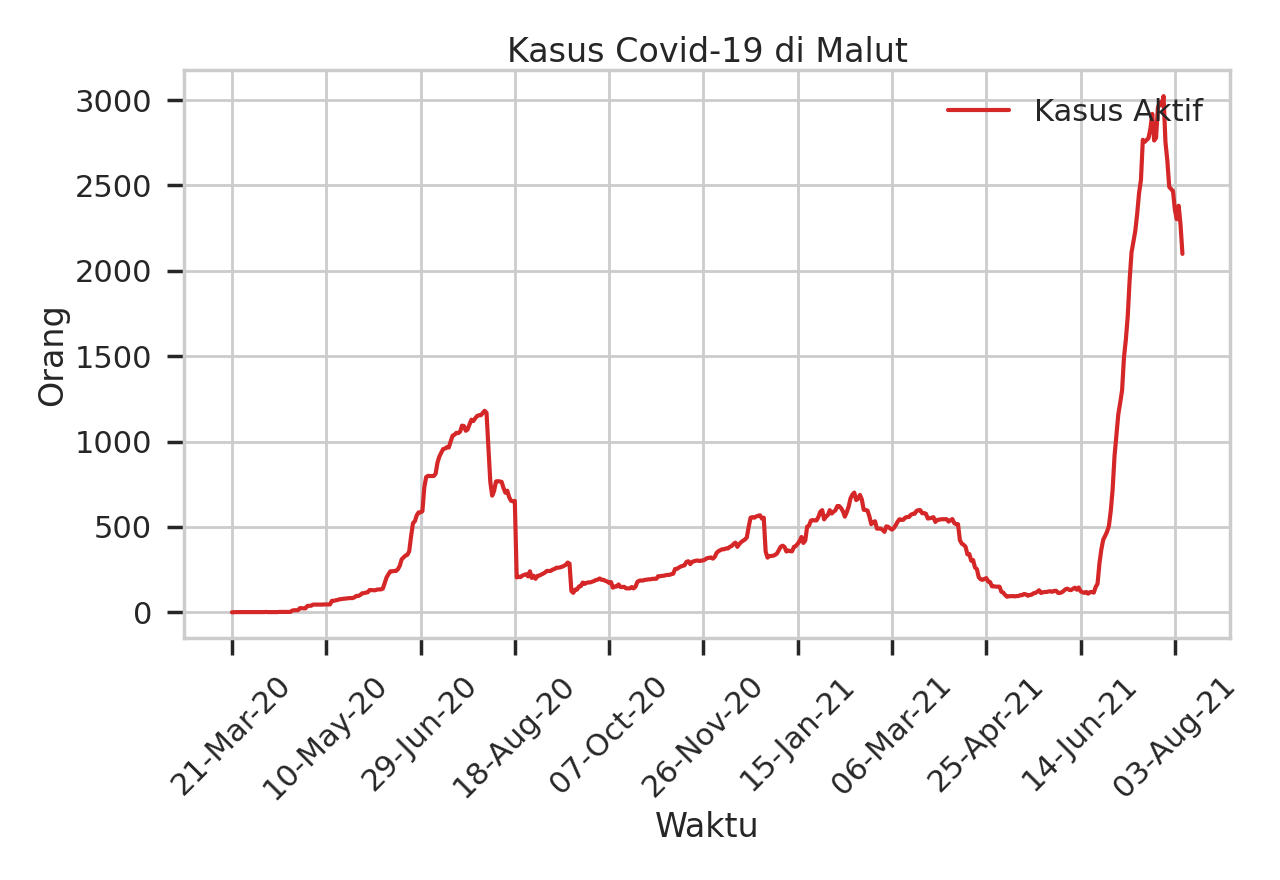 Kasus Covid-19 di Malut
Kasus Aktif
3000
2500
2000
1500
1000
500
0
Orang
21-Mar-20
10-May-20
29-Jun-20
18-Aug-20
07-Oct-20
26-Nov-20
15-Jan-21
06-Mar-21
25-Apr-21
14-Jun-21
03-Aug-21
Waktu